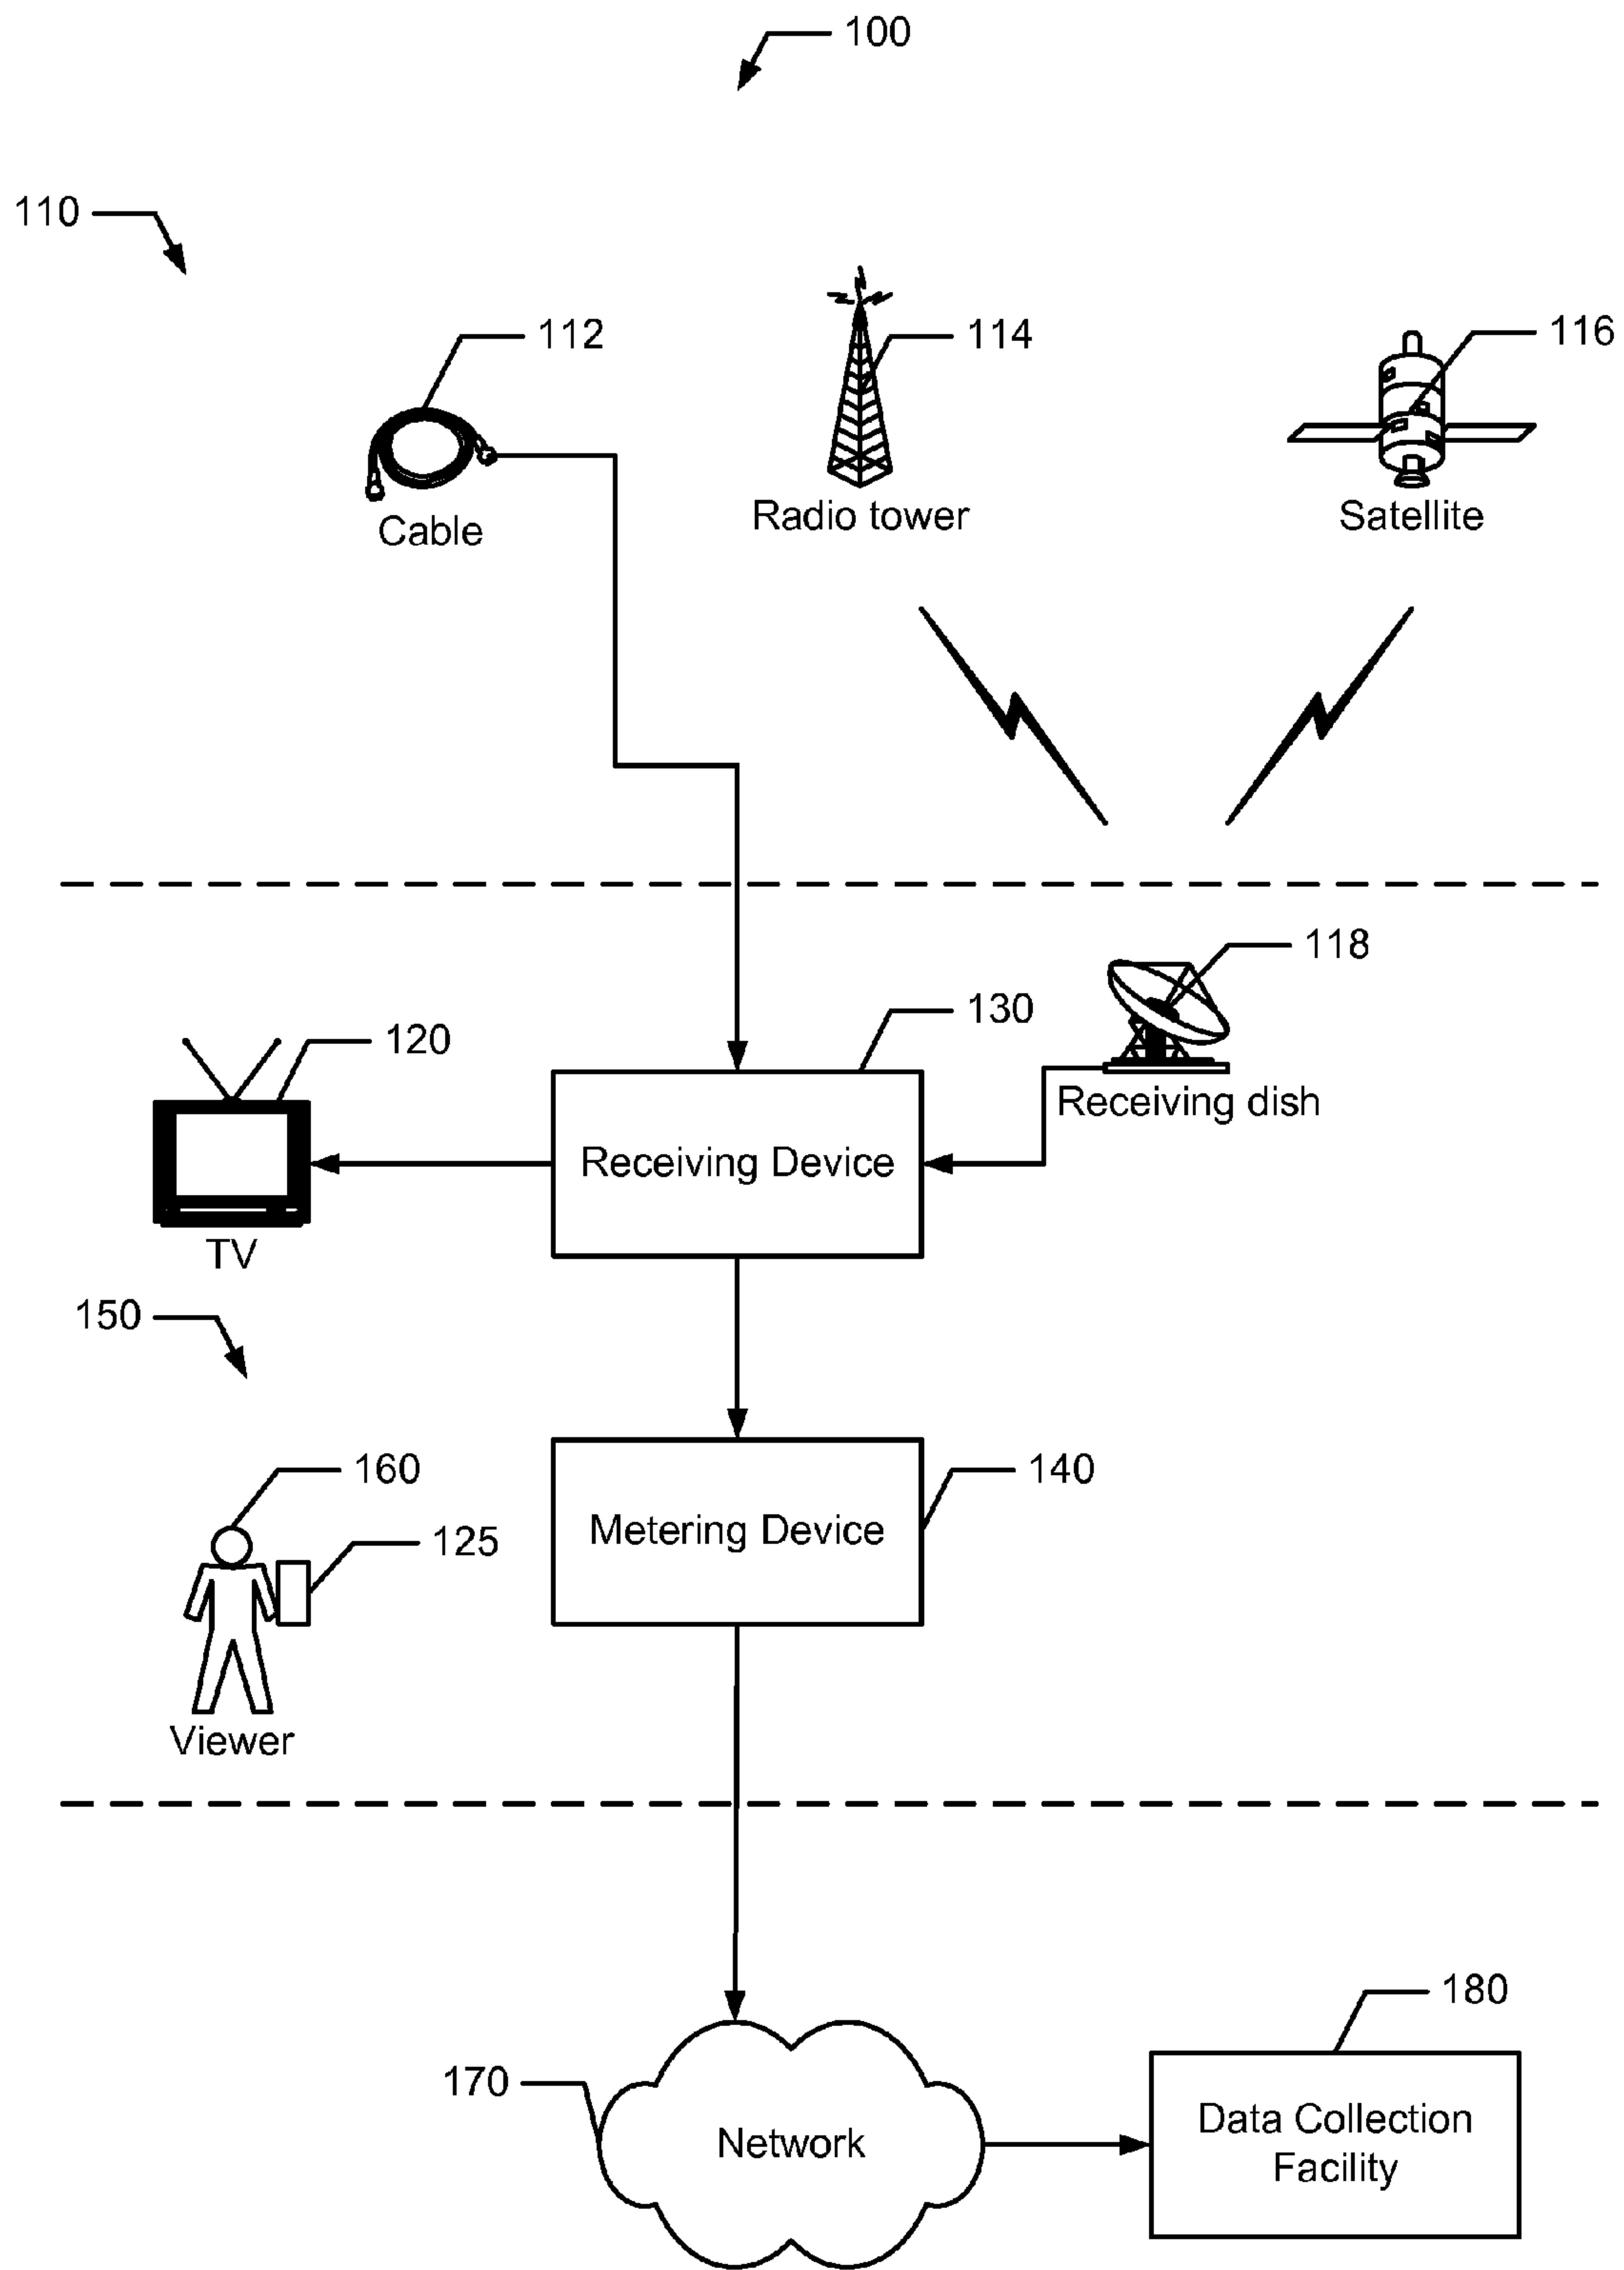 100
110
112
114
116
Cable
Radio tower
Satellite
118
130
120
Receiving dish
Receiving Device
TV
150
160
140
125
Metering Device
Viewer
180
170
Network
Data Collection
Facility